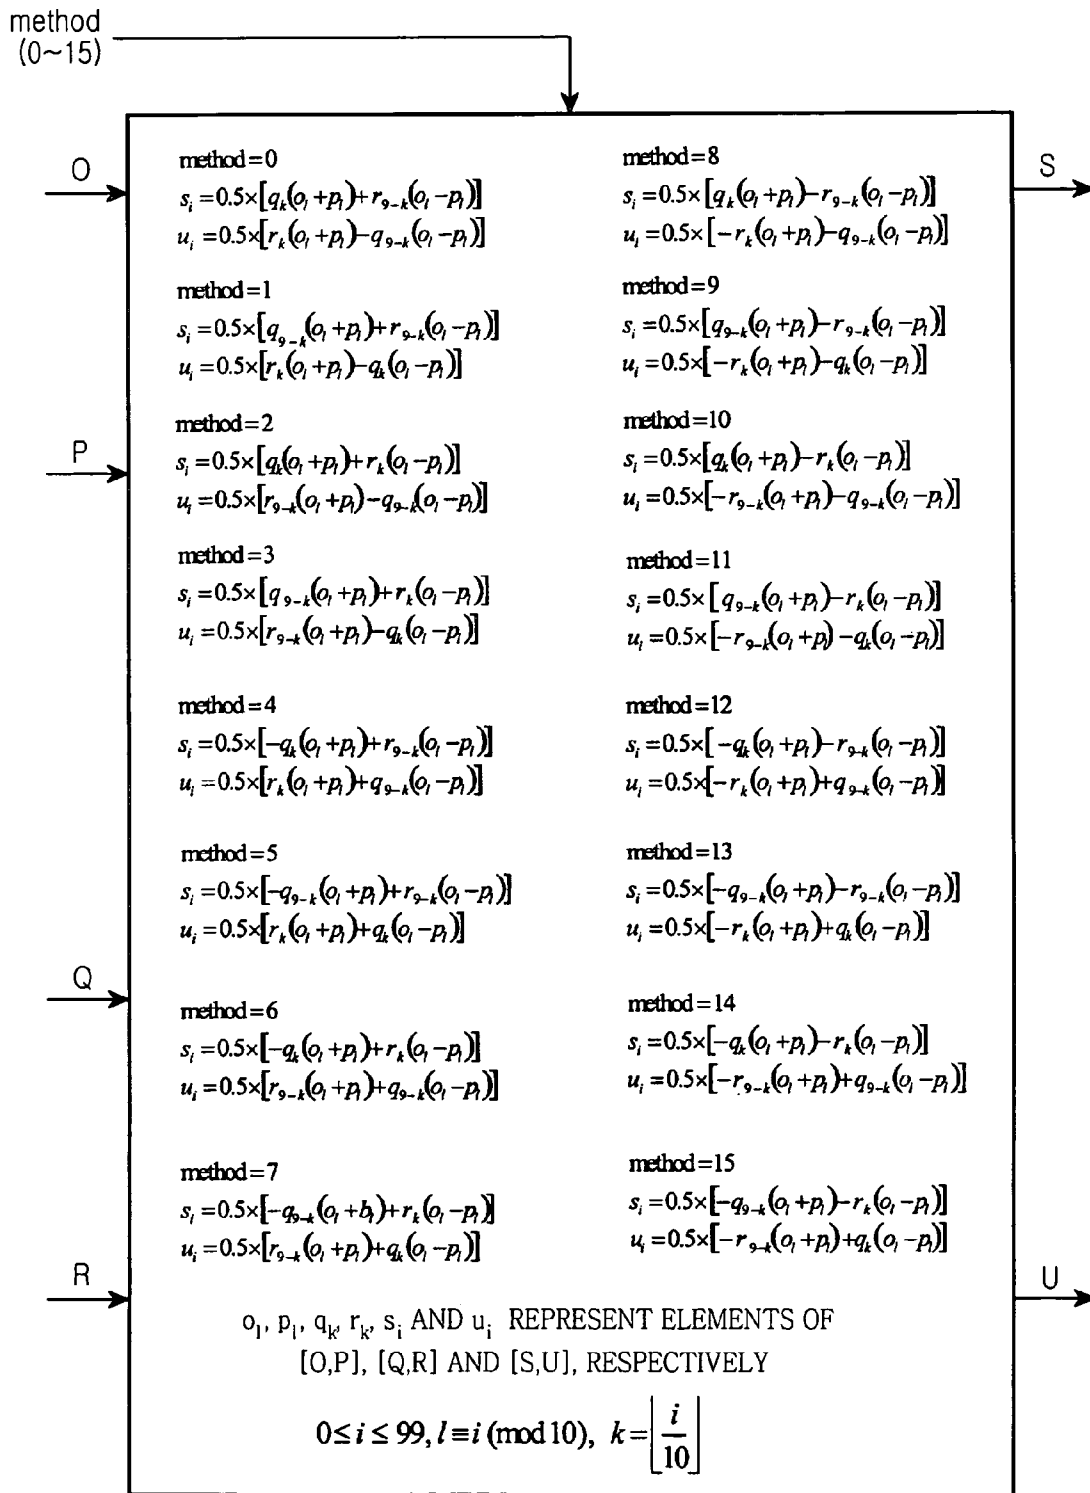 method
(0~15)
O
P
Q
R
S
U
method=0
s_i=0.5×[q_k(o_l+p_l)+r_{9-k}(o_l-p_l)]
u_i=0.5×[r_k(o_l+p_l)-q_{9-k}(o_l-p_l)]
method=1
s_i=0.5×[q_{9-k}(o_l+p_l)+r_{9-k}(o_l-p_l)]
u_i=0.5×[r_k(o_l+p_l)-q_k(o_l-p_l)]
method=2
s_i=0.5×[q_k(o_l+p_l)+r_k(o_l-p_l)]
u_i=0.5×[r_{9-k}(o_l+p_l)-q_{9-k}(o_l-p_l)]
method=3
s_i=0.5×[q_{9-k}(o_l+p_l)+r_k(o_l-p_l)]
u_i=0.5×[r_{9-k}(o_l+p_l)-q_k(o_l-p_l)]
method=4
s_i=0.5×[-q_k(o_l+p_l)+r_{9-k}(o_l-p_l)]
u_i=0.5×[r_k(o_l+p_l)+q_{9-k}(o_l-p_l)]
method=5
s_i=0.5×[-q_{9-k}(o_l+p_l)+r_{9-k}(o_l-p_l)]
u_i=0.5×[r_k(o_l+p_l)+q_k(o_l-p_l)]
method=6
s_i=0.5×[-q_k(o_l+p_l)+r_k(o_l-p_l)]
u_i=0.5×[r_{9-k}(o_l+p_l)+q_{9-k}(o_l-p_l)]
method=7
s_i=0.5×[-q_{9-k}(o_l+b_l)+r_k(o_l-p_l)]
u_i=0.5×[r_{9-k}(o_l+p_l)+q_k(o_l-p_l)]
method=8
s_i=0.5×[q_k(o_l+p_l)-r_{9-k}(o_l-p_l)]
u_i=0.5×[-r_k(o_l+p_l)-q_{9-k}(o_l-p_l)]
method=9
s_i=0.5×[q_{9-k}(o_l+p_l)-r_{9-k}(o_l-p_l)]
u_i=0.5×[-r_k(o_l+p_l)-q_k(o_l-p_l)]
method=10
s_i=0.5×[q_k(o_l+p_l)-r_k(o_l-p_l)]
u_i=0.5×[-r_{9-k}(o_l+p_l)-q_{9-k}(o_l-p_l)]
method=11
s_i=0.5×[q_{9-k}(o_l+p_l)-r_k(o_l-p_l)]
u_i=0.5×[-r_{9-k}(o_l+p_l)-q_k(o_l-p_l)]
method=12
s_i=0.5×[-q_k(o_l+p_l)-r_{9-k}(o_l-p_l)]
u_i=0.5×[-r_k(o_l+p_l)+q_{9-k}(o_l-p_l)]
method=13
s_i=0.5×[-q_{9-k}(o_l+p_l)-r_{9-k}(o_l-p_l)]
u_i=0.5×[-r_k(o_l+p_l)+q_k(o_l-p_l)]
method=14
s_i=0.5×[-q_k(o_l+p_l)-r_k(o_l-p_l)]
u_i=0.5×[-r_{9-k}(o_l+p_l)+q_{9-k}(o_l-p_l)]
method=15
s_i=0.5×[-q_{9-k}(o_l+p_l)-r_k(o_l-p_l)]
u_i=0.5×[-r_{9-k}(o_l+p_l)+q_k(o_l-p_l)]
o_l, p_l, q_k, r_k, s_i AND u_i REPRESENT ELEMENTS OF
[O,P], [Q,R] AND [S,U], RESPECTIVELY
0≤i≤99, l≡i(mod10), k=⌊i/10⌋